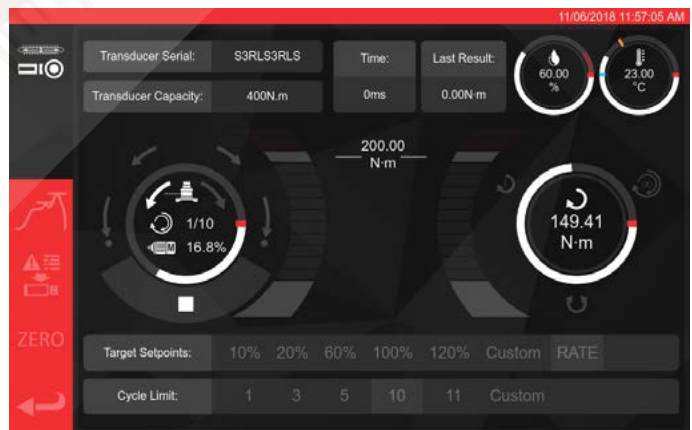 11/06/2018 11:57:05 AM
Transducer Serial: S3RLS3RLS Time: Last Result:
Transducer Capacity: 400N.m 0ms 0.00N·m
60.00
%
23.00
°C
200.00
N·m
1/10
M 16.8%
149.41
N·m
R
ZERO
Target Setpoints: 10% 20% 60% 100% 120% Custom RATE
Cycle Limit: 1 3 5 10 11 Custom